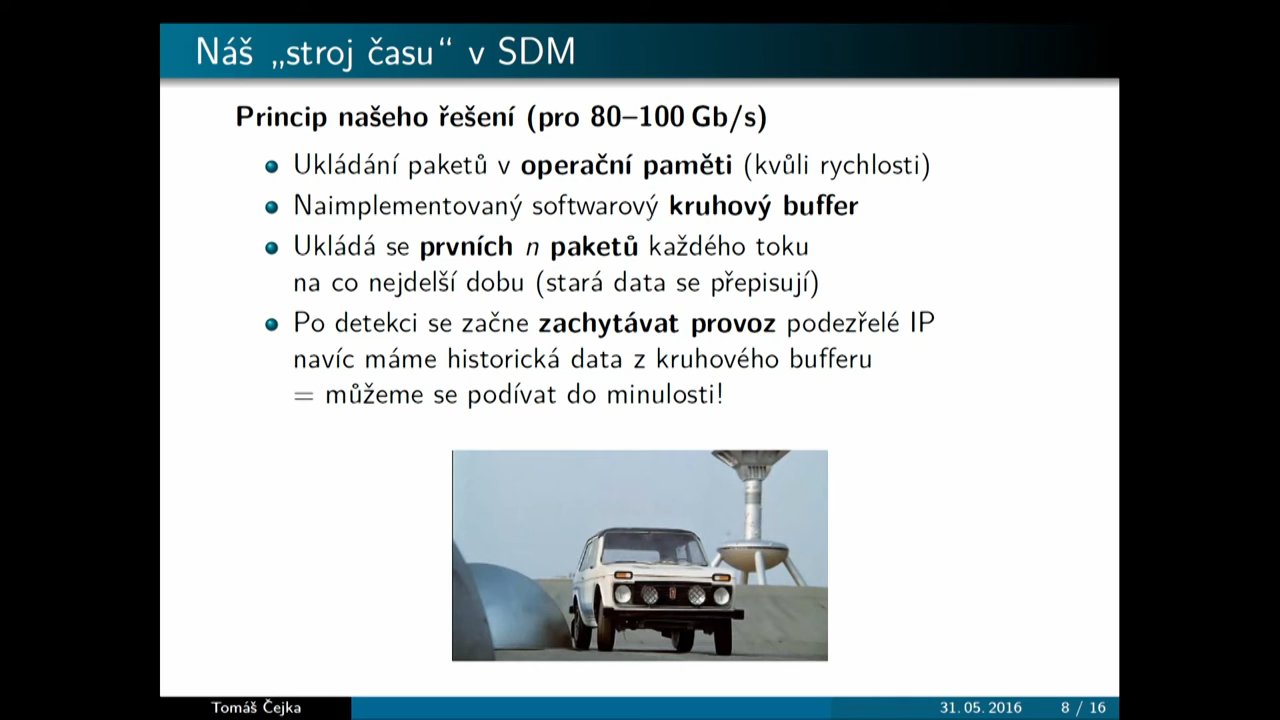 Náš „stroj času“ v SDM
Princip našeho řešení (pro 80–100 Gb/s)
Ukládání paketů v operační paměti (kvůli rychlosti)
Naimplementovaný softwarový kruhový buffer
Ukládá se prvních n paketů každého toku
na co nejdelší dobu (stará data se přepisují)
Po detekci se začne zachytávat provoz podezřelé IP
navíc máme historická data z kruhového bufferu
= můžeme se podívat do minulosti!
Tomáš Čejka
31. 05. 2016
8 / 16